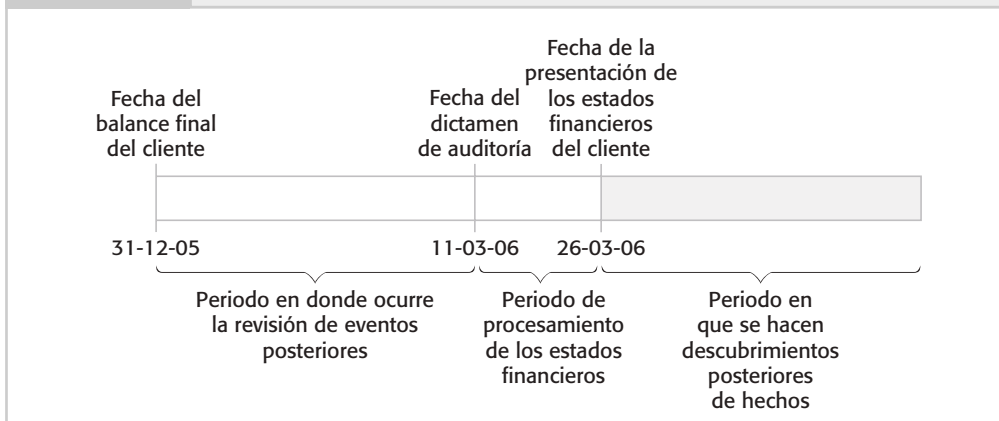 Fecha del
balance final
del cliente
Fecha del
dictamen
de auditoría
Fecha de la
presentación de
los estados
financieros
del cliente
31-12-05
11-03-06
26-03-06
Periodo en donde ocurre
la revisión de eventos
posteriores
Periodo de
procesamiento
de los estados
financieros
Periodo en
que se hacen
descubrimientos
posteriores
de hechos